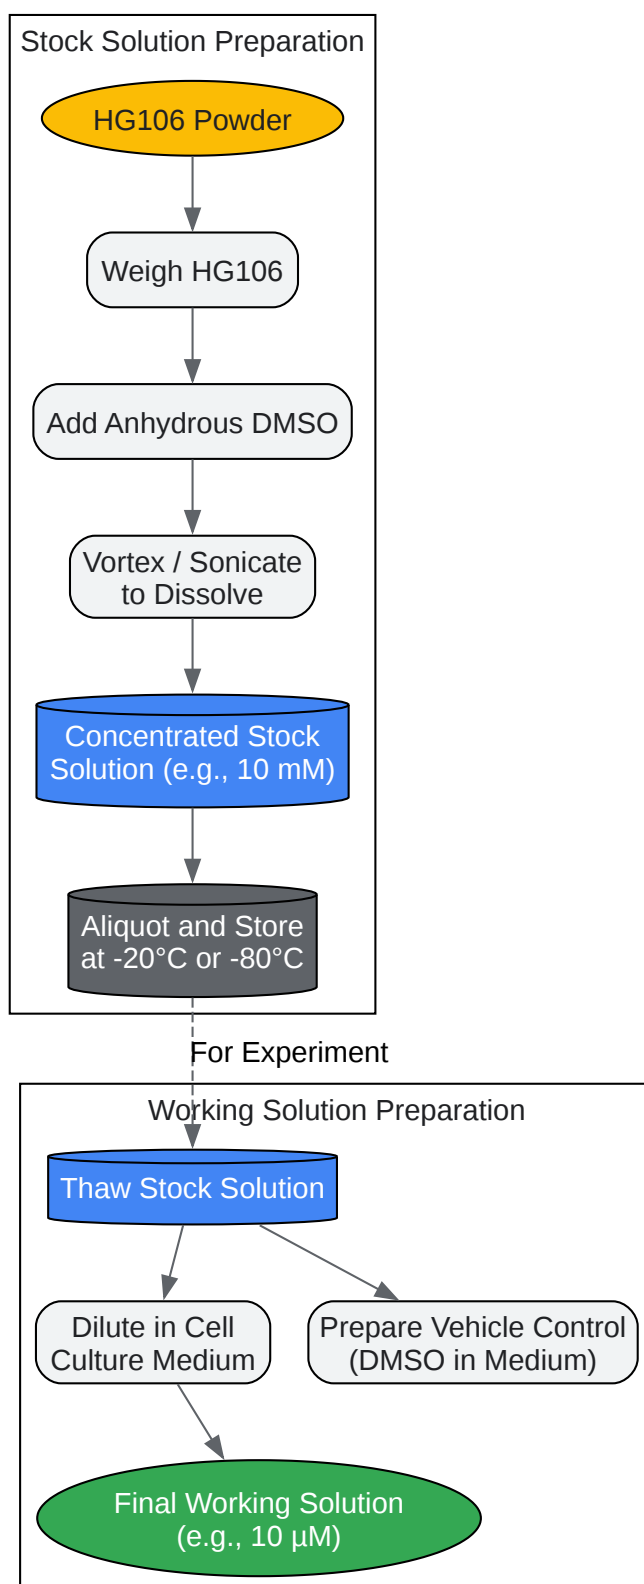 Stock Solution Preparation
HG106 Powder
Weigh HG106
Add Anhydrous DMSO
Vortex / Sonicate
to Dissolve
Concentrated Stock
Solution (e.g., 10 mM)
Aliquot and Store
at -20°C or -80°C
For Experiment
Working Solution Preparation
Thaw Stock Solution
Dilute in Cell
Culture Medium
Prepare Vehicle Control
(DMSO in Medium)
Final Working Solution
(e.g., 10 µM)